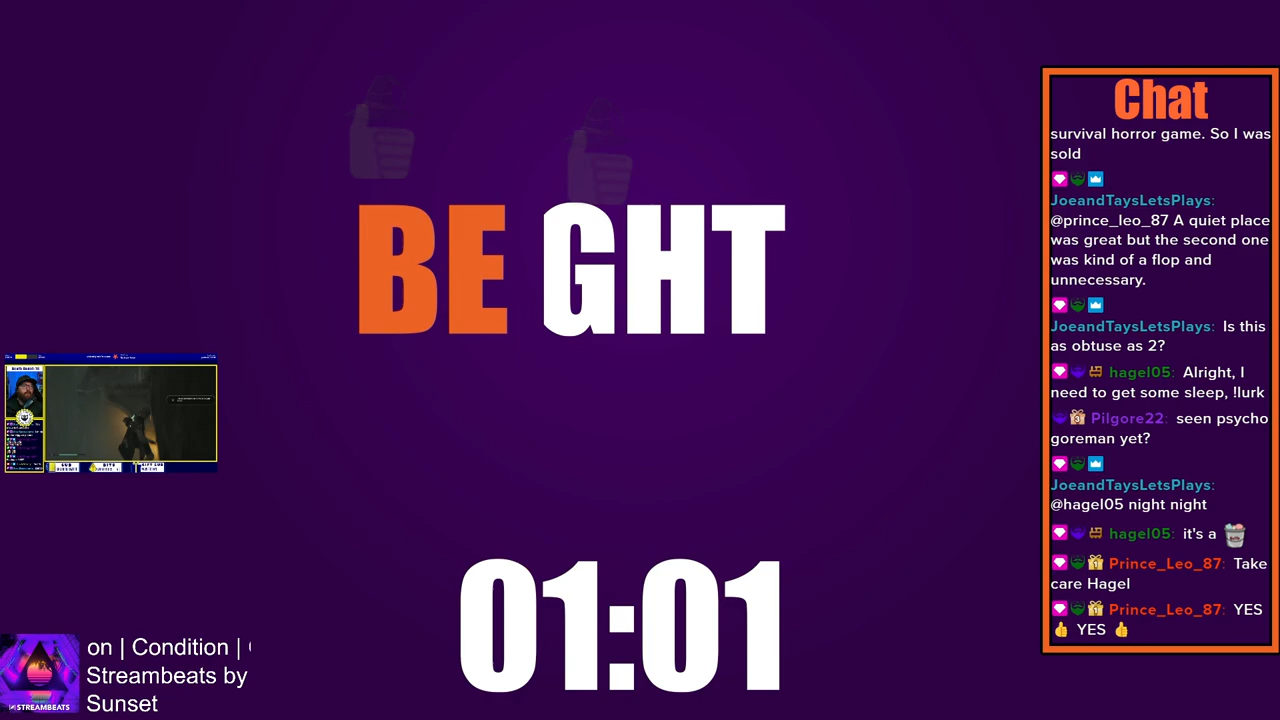 BE GHT
01:01
on | Condition |
Streambeats by
Sunset
STREAMBEATS
Chat
survival horror game. So I was
sold
JoeandTaysLetsPlays:
@prince_leo_87 A quiet place
was great but the second one
was kind of a flop and
unnecessary.
JoeandTaysLetsPlays: Is this
as obtuse as 2?
hagel05: Alright, I
need to get some sleep, !lurk
Pilgore22: seen psycho
goreman yet?
JoeandTaysLetsPlays:
@hagel05 night night
hagel05: it's a
Prince_Leo_87: Take
care Hagel
Prince_Leo_87: YES
👍 YES 👍